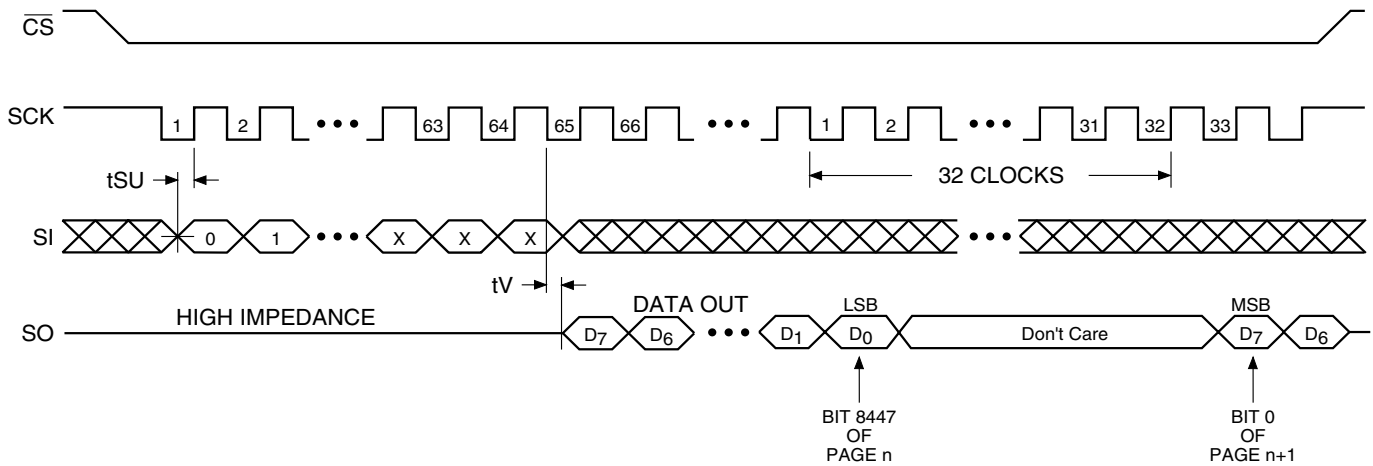 CS
SCK
1 2 ••• 63 64 65 66 ••• 1 2 ••• 31 32 33
tSU
32 CLOCKS
SI
0 1 ••• X X X •••
tV
HIGH IMPEDANCE
DATA OUT
LSB
MSB
SO
D7 D6 ••• D1 D0 Don't Care D7 D6
BIT 8447
OF
PAGE n
BIT 0
OF
PAGE n+1